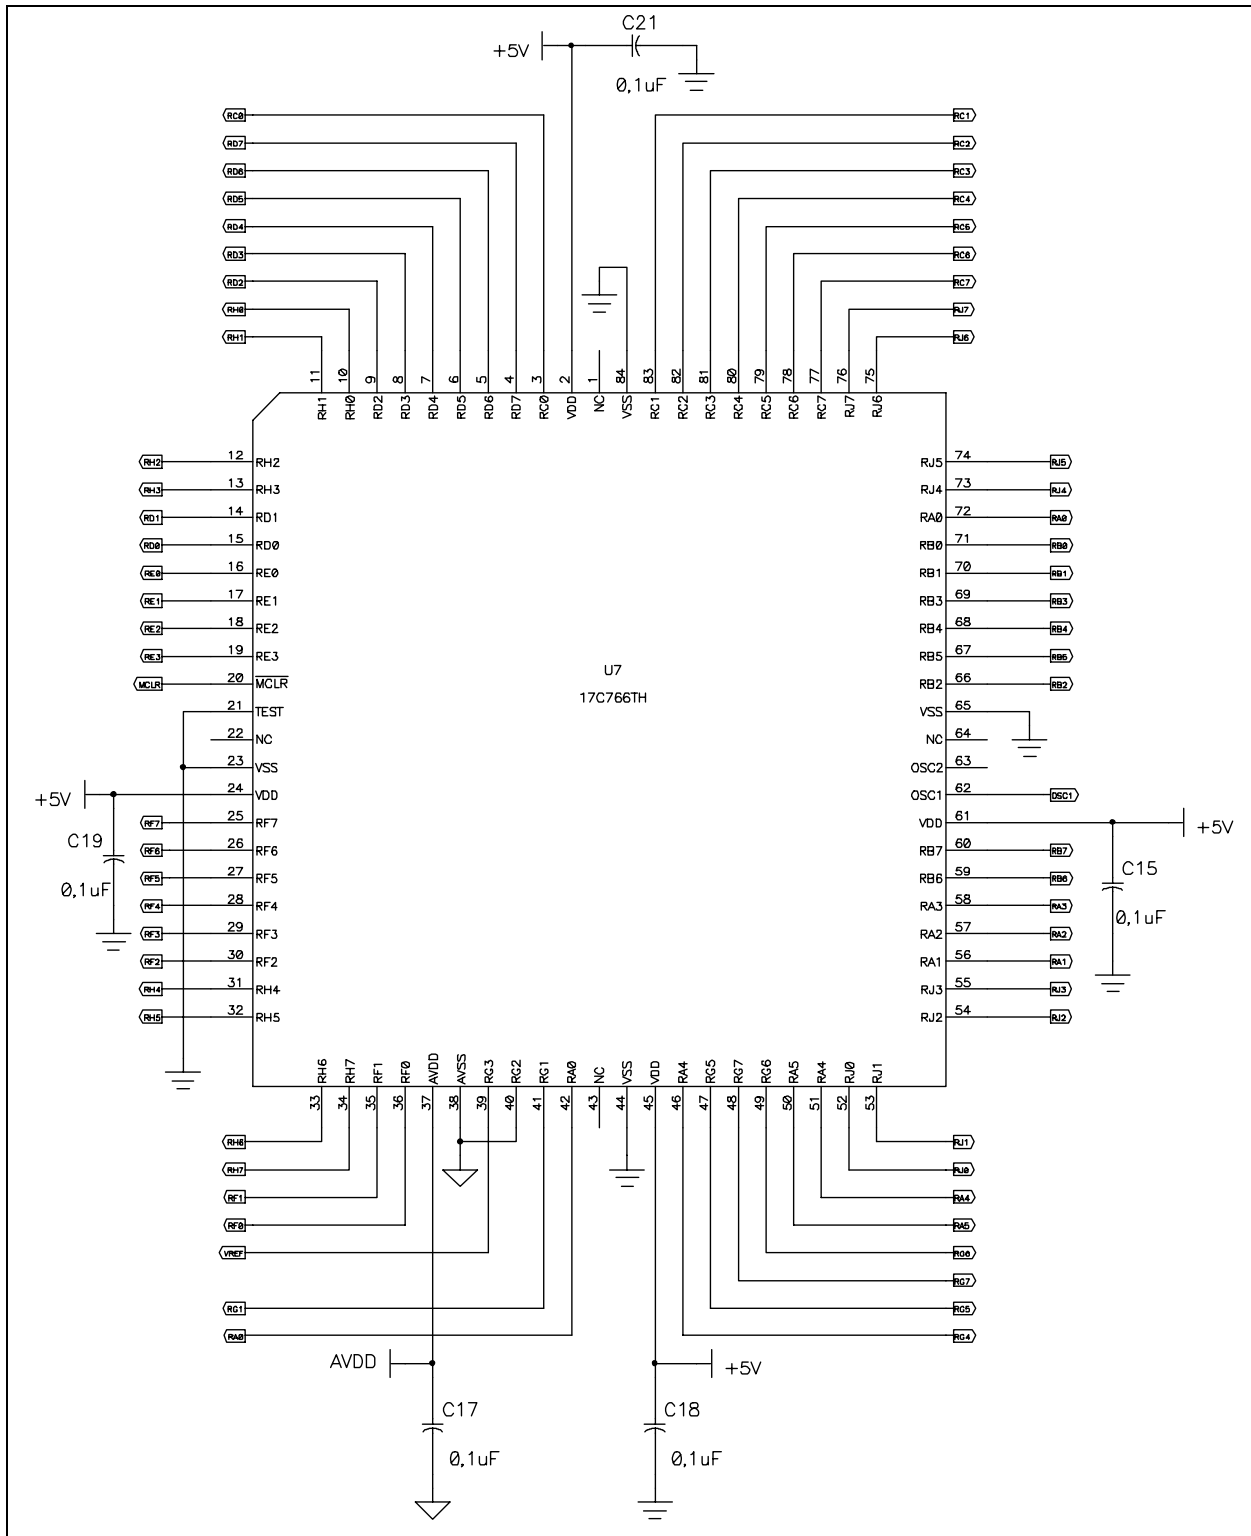 C21
+5V
0,1uF
RC0
RC1
RD7
RC2
RD6
RC3
RD5
RC4
RD4
RC5
RD3
RC6
RD2
RC7
RH0
RJ7
RH1
RJ6
11 10 9 8 7 6 5 4 3 2 1 84 83 82 81 80 79 78 77 76 75
RH1 RH0 RD2 RD3 RD4 RD5 RD6 RD7 RC0 VDD NC VSS RC1 RC2 RC3 RC4 RC5 RC6 RC7 RJ7 RJ6
RH2 12 RH2 RJ5 74 RJ5
RH3 13 RH3 RJ4 73 RJ4
RD1 14 RD1 RA0 72 RA0
RD0 15 RD0 RB0 71 RB0
RE0 16 RE0 RB1 70 RB1
RE1 17 RE1 RB3 69 RB3
RE2 18 RE2 RB4 68 RB4
RE3 19 RE3 RB5 67 RB5
U7
MCLR 20 MCLR RB2 66 RB2
17C766TH
21 TEST VSS 65
22 NC NC 64
23 VSS OSC2 63
+5V 24 VDD OSC1 62 OSC1
RF7 25 RF7 VDD 61 +5V
C19
RF6 26 RF6 RB7 60 RB7
C15
RF5 27 RF5 RB6 59 RB6
0,1uF
RF4 28 RF4 RA3 58 RA3
0,1uF
RF3 29 RF3 RA2 57 RA2
RF2 30 RF2 RA1 56 RA1
RH4 31 RH4 RJ3 55 RJ3
RH5 32 RH5 RJ2 54 RJ2
RH6 RH7 RF1 RF0 AVDD AVSS RG3 RG2 RG1 RA0 NC VSS VDD RA4 RG5 RG7 RG6 RA5 RA4 RJ0 RJ1
33 34 35 36 37 38 39 40 41 42 43 44 45 46 47 48 49 50 51 52 53
RH6
RJ1
RH7
RJ0
RF1
RA4
RF0
RA5
VREF
RG6
RG7
RG1
RG5
RA0
RG4
AVDD
+5V
C17
C18
0,1uF
0,1uF